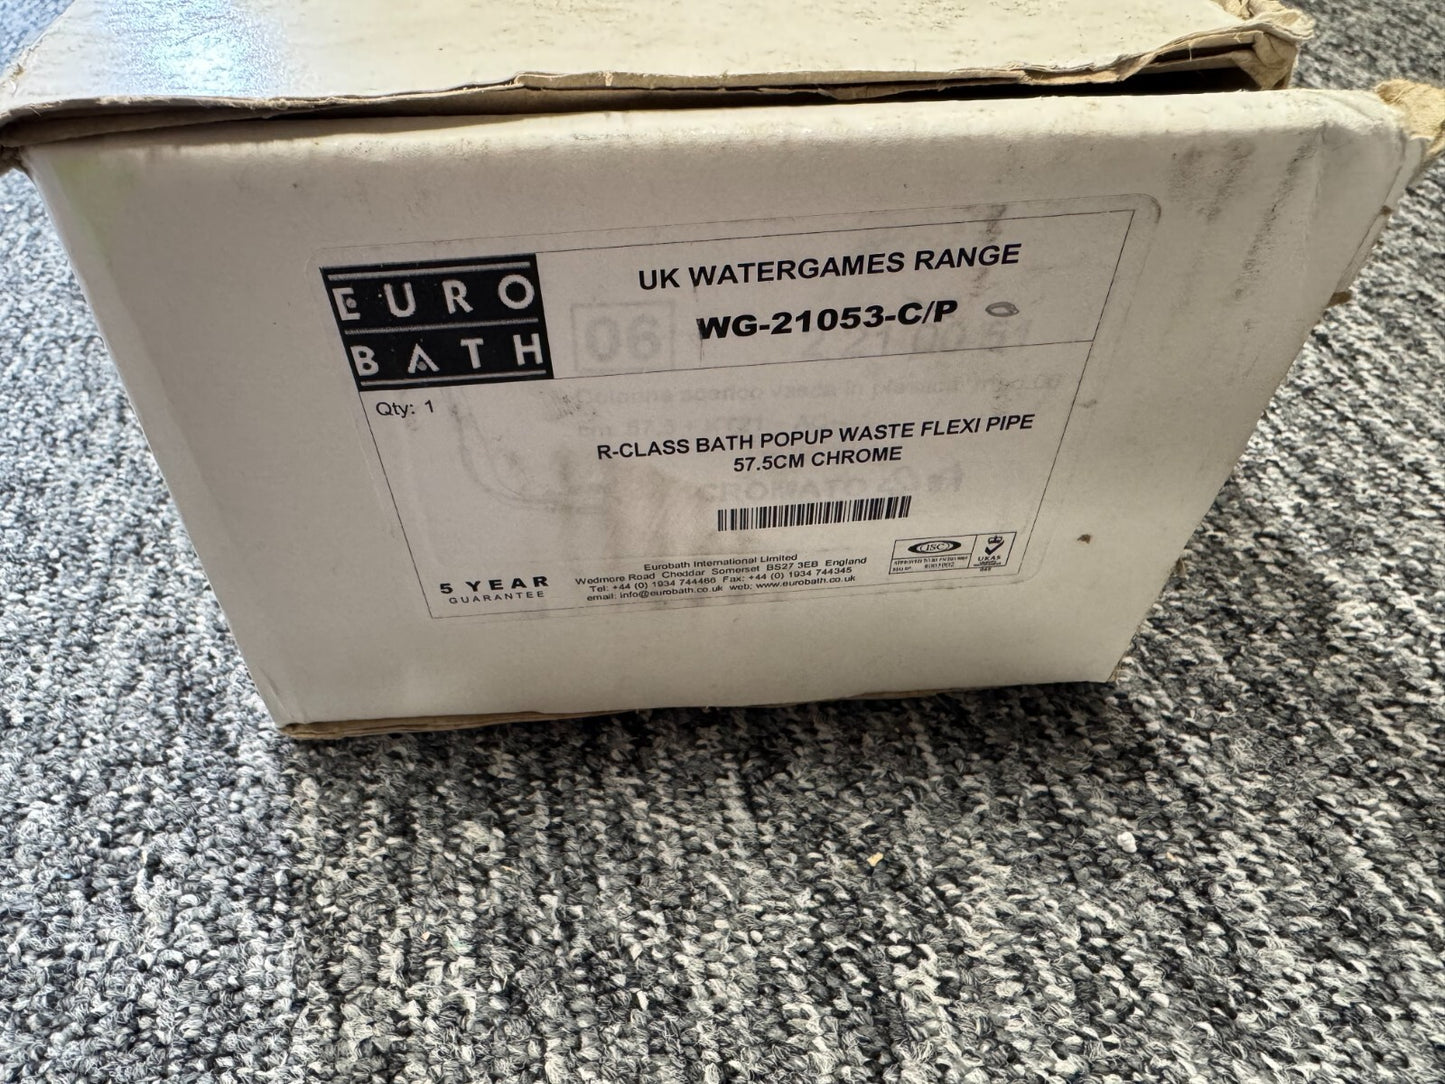 EURO
BATH
UK WATERGAMES RANGE
WG-21053-C/P
06
Qty: 1
R-CLASS BATH POPUP WASTE FLEXI PIPE
57.5CM CHROME
5 YEAR
GUARANTEE
Eurobath International Limited
Wedmore Road Cheddar Somerset BS27 3EB England
Tel: +44 (0) 1934 744466 Fax: +44 (0) 1934 744345
email: info@eurobath.co.uk web: www.eurobath.co.uk
ISC
UKAS